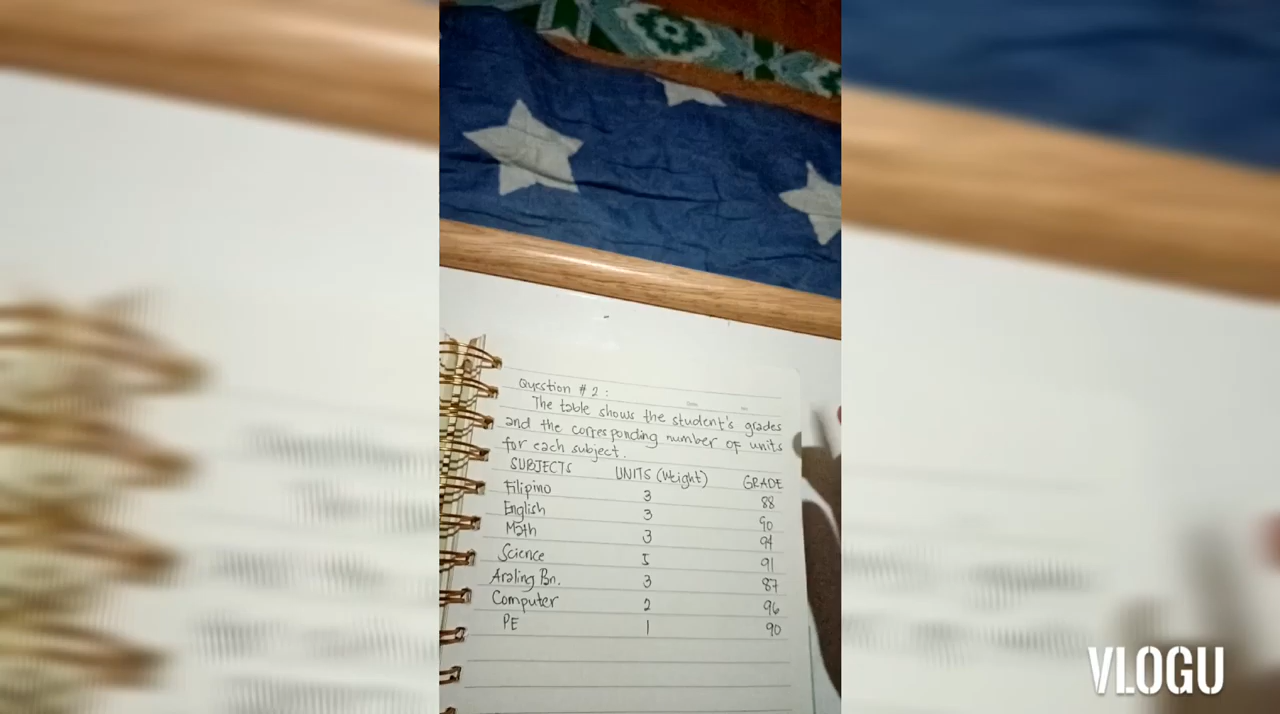 Question #2:
The table shows the student's grades
and the corresponding number of units
for each subject.
SUBJECTS UNITS (Weight) GRADE
Filipino 3 88
English 3 90
Math 3 94
Science 5 91
Araling Pan. 3 87
Computer 2 96
PE 1 90
VLOGU